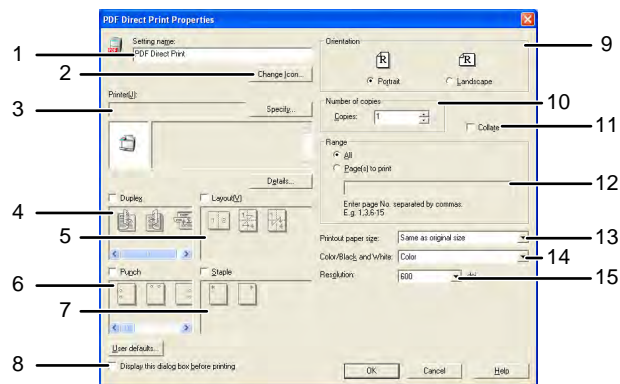 PDF Direct Print Properties
Setting name:
PDF Direct Print
Change Icon...
Printer(J):
Specify...
Details...
Duplex
Layout(V)
Punch
Staple
User defaults...
Display this dialog box before printing
Orientation
R
R
Portrait
Landscape
Number of copies
Copies:
1
Collate
Range
All
Page(s) to print
Enter page No. separated by commas.
E.g. 1,3,6-15
Printout paper size:
Same as original size
Color/Black and White:
Color
Resolution:
600
dpi
OK
Cancel
Help
1
2
3
4
5
6
7
8
9
10
11
12
13
14
15